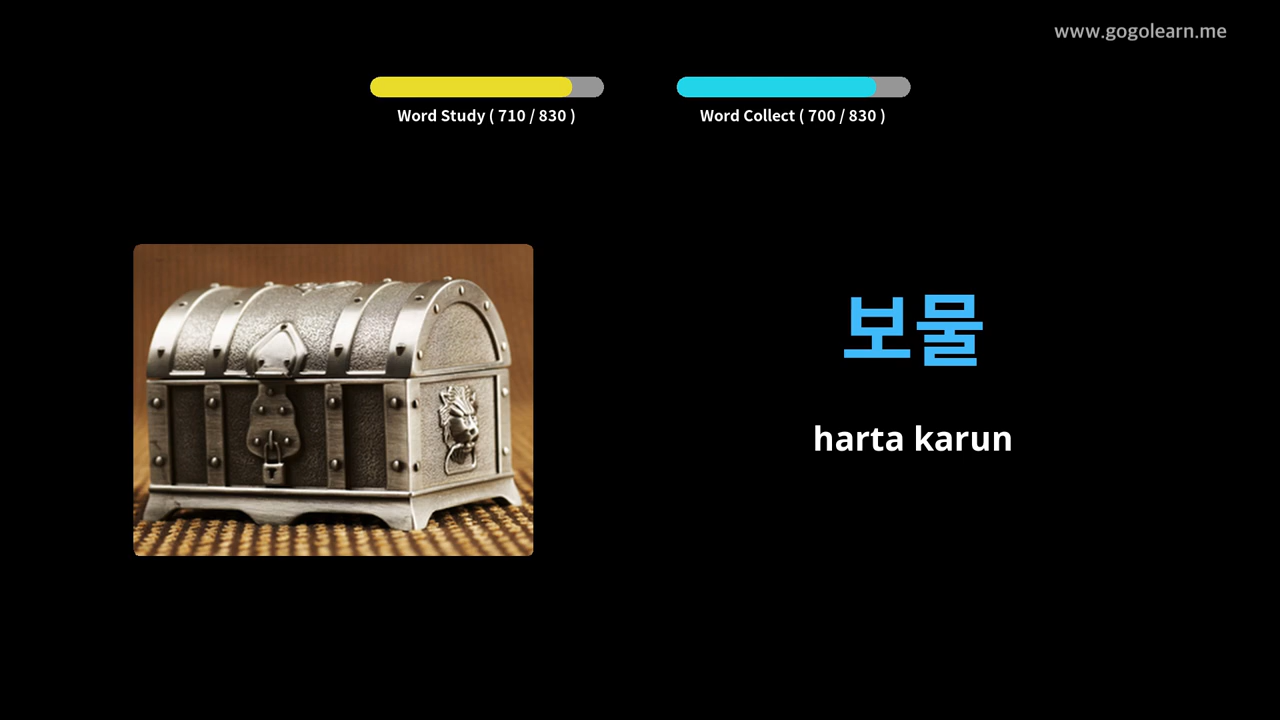 www.gogolearn.me
Word Study ( 710 / 830 )
Word Collect ( 700 / 830 )
보물
harta karun